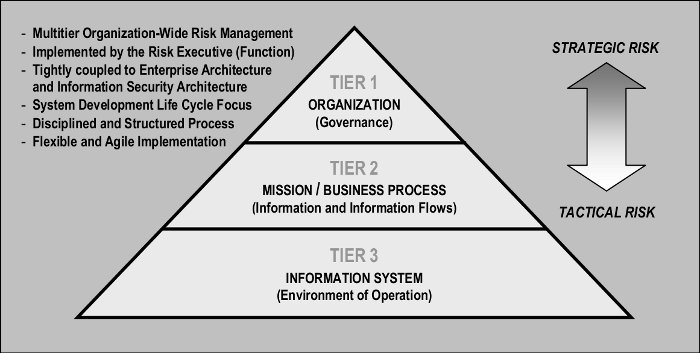 - Multitier Organization-Wide Risk Management
- Implemented by the Risk Executive (Function)
- Tightly coupled to Enterprise Architecture
and Information Security Architecture
- System Development Life Cycle Focus
- Disciplined and Structured Process
- Flexible and Agile Implementation
TIER 1
ORGANIZATION
(Governance)
TIER 2
MISSION / BUSINESS PROCESS
(Information and Information Flows)
TIER 3
INFORMATION SYSTEM
(Environment of Operation)
STRATEGIC RISK
TACTICAL RISK